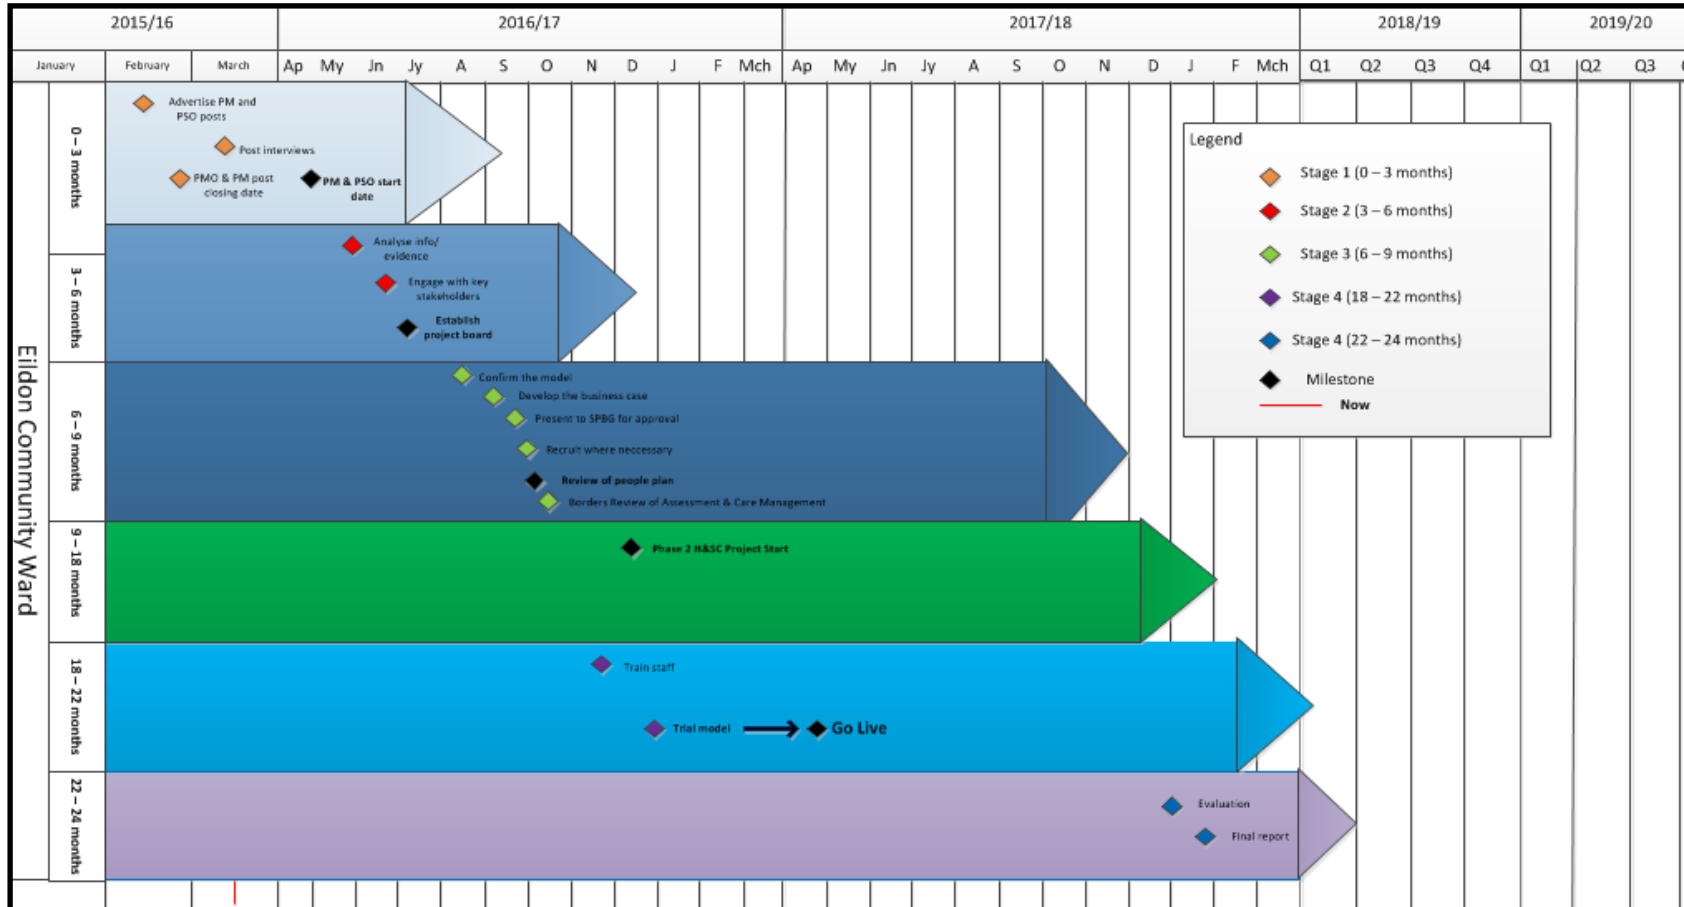 2015/16
2016/17
2017/18
2018/19
2019/20
January
February
March
Ap
My
Jn
Jy
A
S
O
N
D
J
F
Mch
Ap
My
Jn
Jy
A
S
O
N
D
J
F
Mch
Q1
Q2
Q3
Q4
Q1
Q2
Q3
Eildon Community Ward
0 – 3 months
Advertise PM and
PSO posts
Post interviews
PMO & PM post
closing date
PM & PSO start
date
3 – 6 months
Analyse info/
evidence
Engage with key
stakeholders
Establish
project board
6 – 9 months
Confirm the model
Develop the business case
Present to SPBG for approval
Recruit where neccessary
Review of people plan
Borders Review of Assessment & Care Management
9 – 18 months
Phase 2 H&SC Project Start
18 – 22 months
Train staff
Trial model
Go Live
22 – 24 months
Evaluation
Final report
Legend
Stage 1 (0 – 3 months)
Stage 2 (3 – 6 months)
Stage 3 (6 – 9 months)
Stage 4 (18 – 22 months)
Stage 4 (22 – 24 months)
Milestone
Now